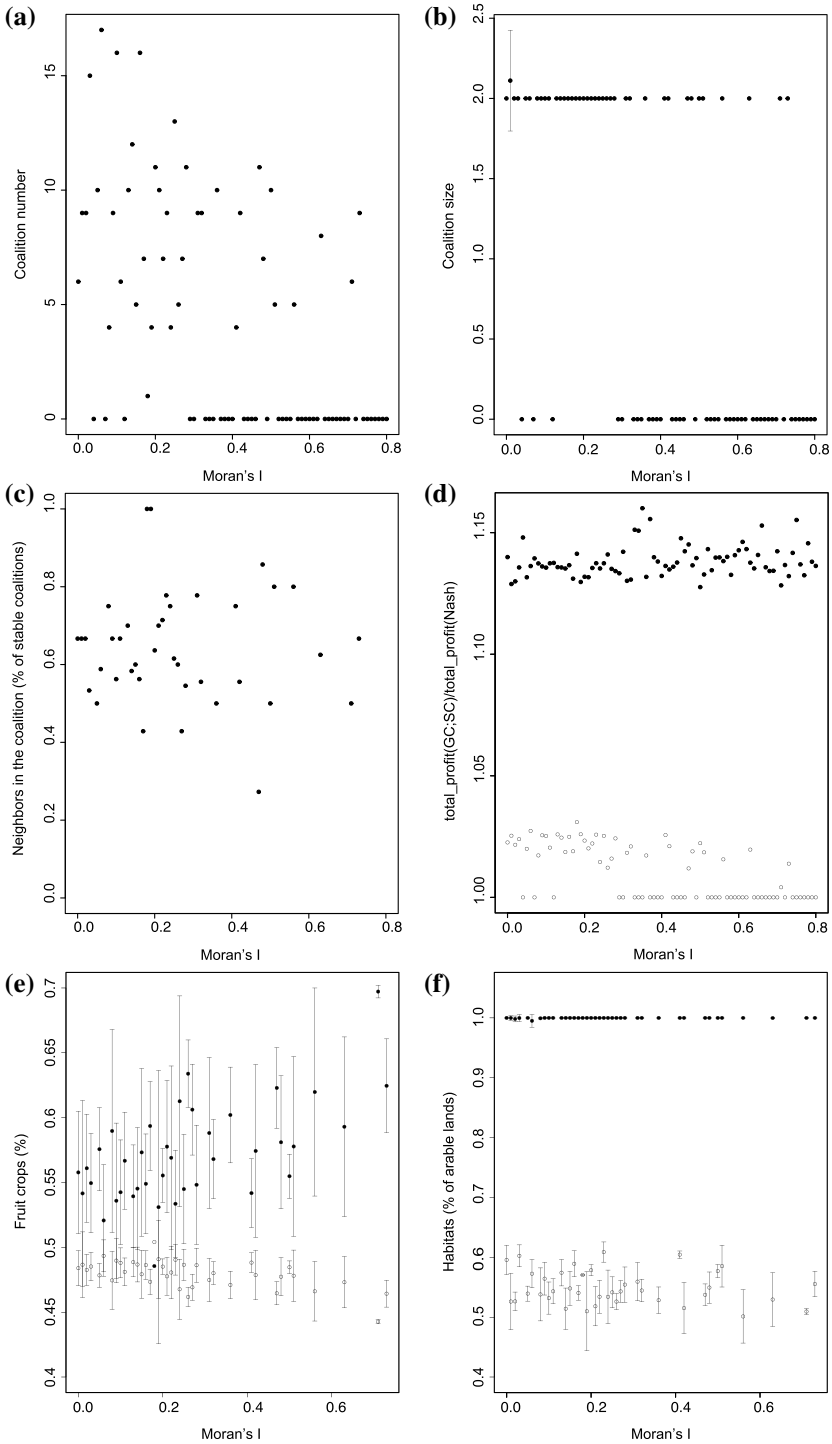 (a)
15
10
5
0
Coalition number
0.0 0.2 0.4 0.6 0.8
Moran's I
(b)
2.5
2.0
1.5
1.0
0.5
0.0
Coalition size
0.0 0.2 0.4 0.6 0.8
Moran's I
(c)
1.0
0.8
0.6
0.4
0.2
0.0
Neighbors in the coalition (% of stable coalitions)
0.0 0.2 0.4 0.6 0.8
Moran's I
(d)
1.15
1.10
1.05
1.00
total_profit(GC;SC)/total_profit(Nash)
0.0 0.2 0.4 0.6 0.8
Moran's I
(e)
0.7
0.65
0.6
0.55
0.5
0.45
0.4
Fruit crops (%)
0.0 0.2 0.4 0.6
Moran's I
(f)
1.0
0.9
0.8
0.7
0.6
0.5
0.4
Habitats (% of arable lands)
0.0 0.2 0.4 0.6
Moran's I